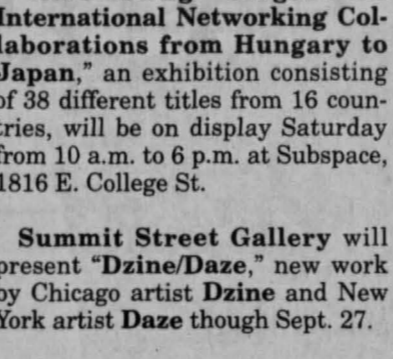 International Networking Col-
laborations from Hungary to
Japan,” an exhibition consisting
of 38 different titles from 16 coun-
tries, will be on display Saturday
from 10 a.m. to 6 p.m. at Subspace,
1816 E. College St.
Summit Street Gallery will
present “Dzine/Daze,” new work
by Chicago artist Dzine and New
York artist Daze though Sept. 27.